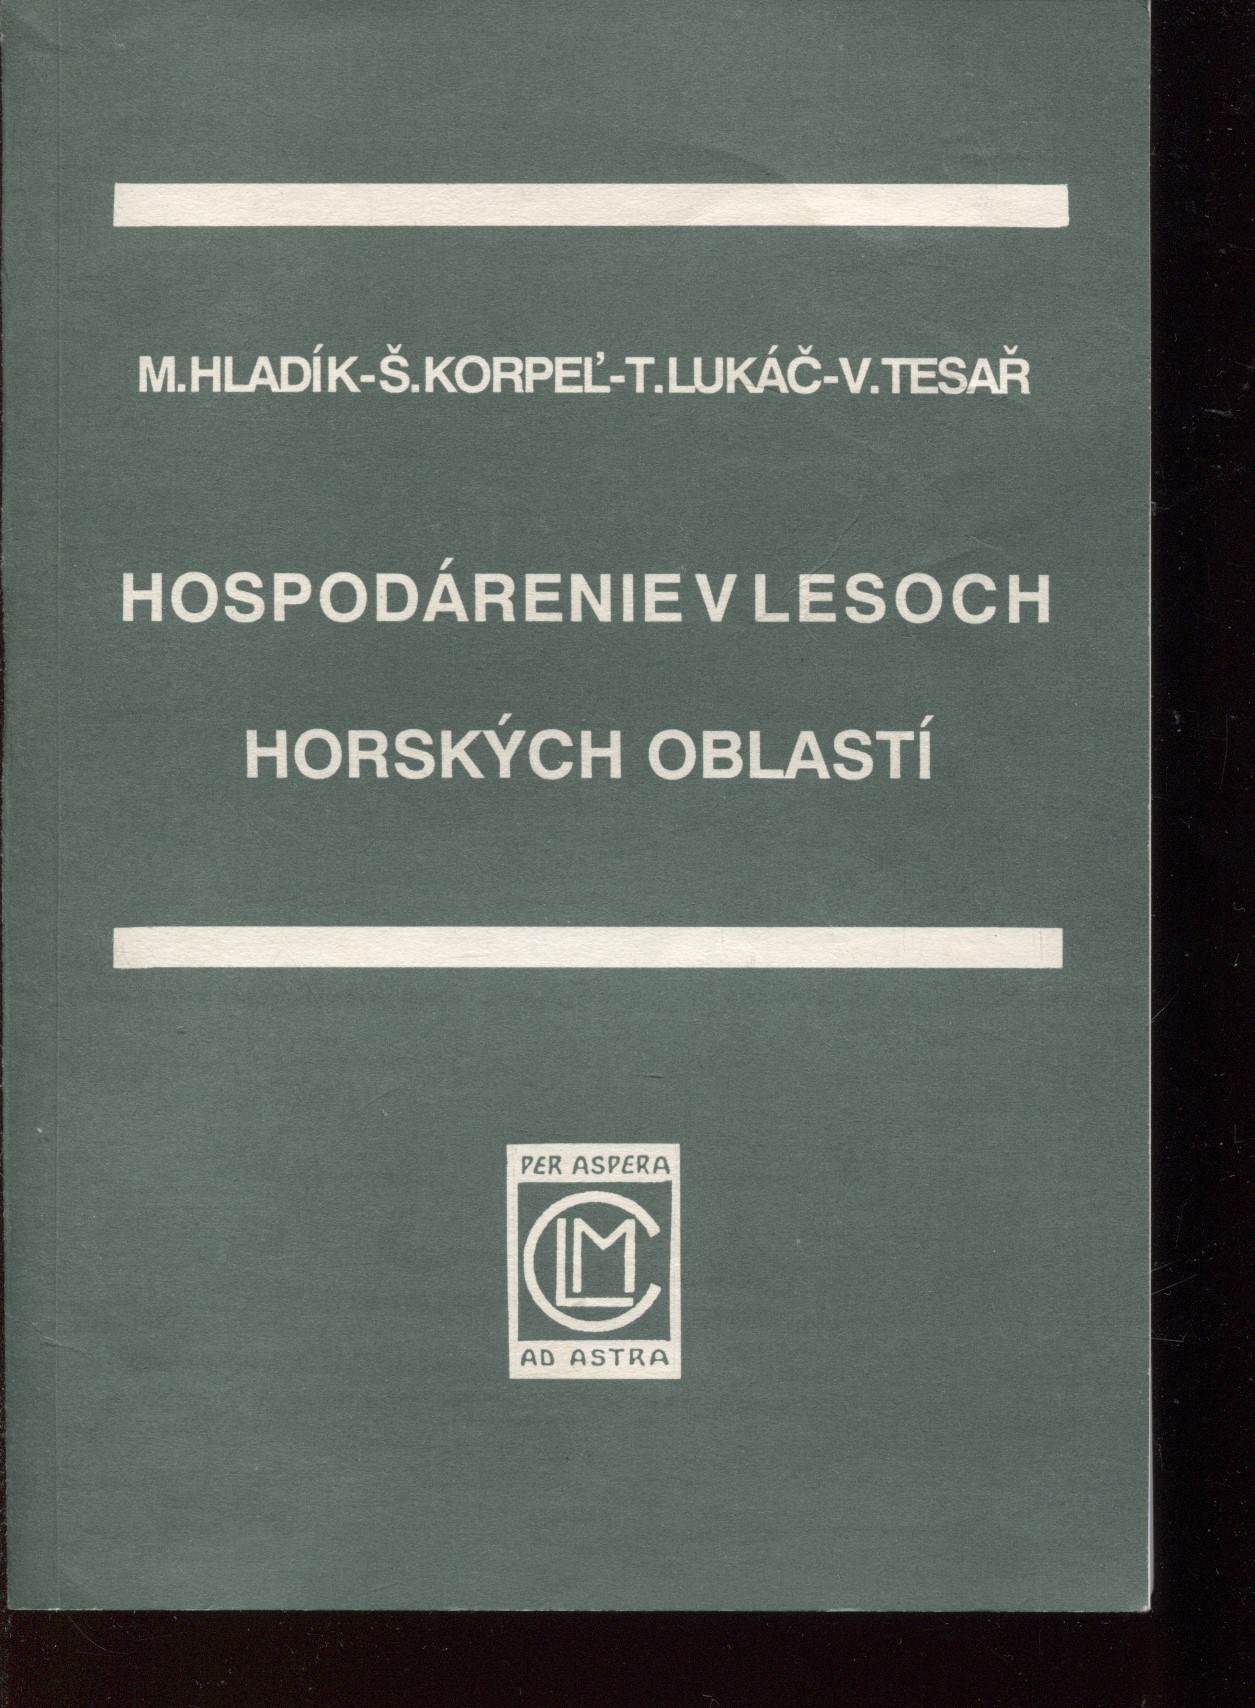 M.HLADÍK-Š.KORPEĽ-T.LUKÁČ-V.TESAŘ
HOSPODÁRENIE V LESOCH
HORSKÝCH OBLASTÍ
PER ASPERA
CLM
AD ASTRA